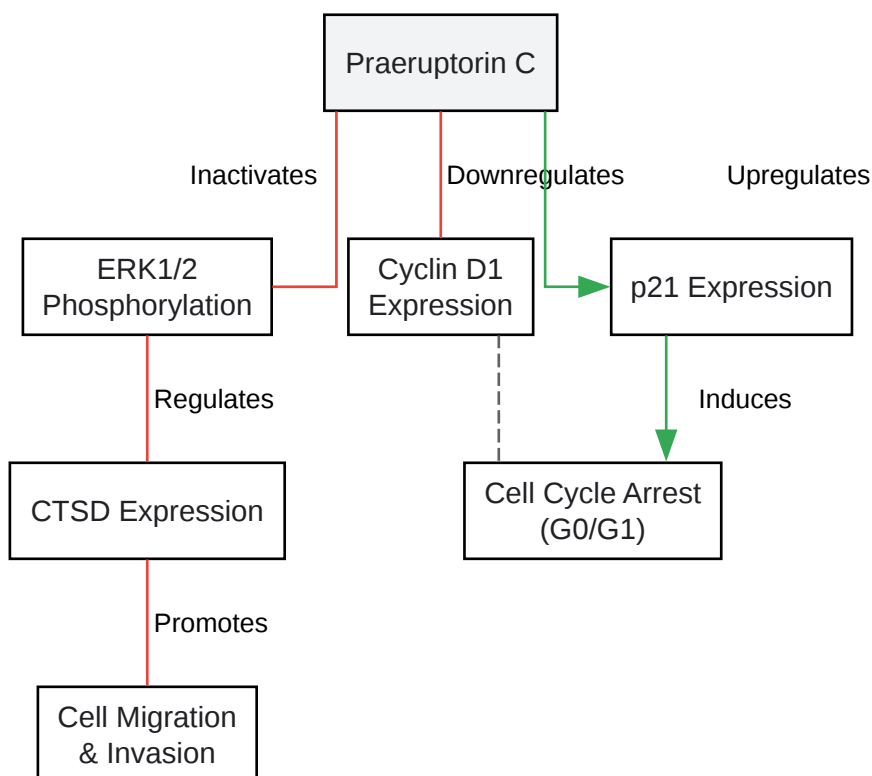 Praeruptorin C
Inactivates
Downregulates
Upregulates
ERK1/2
Phosphorylation
Cyclin D1
Expression
p21 Expression
Regulates
Induces
CTSD Expression
Cell Cycle Arrest
(G0/G1)
Promotes
Cell Migration
& Invasion